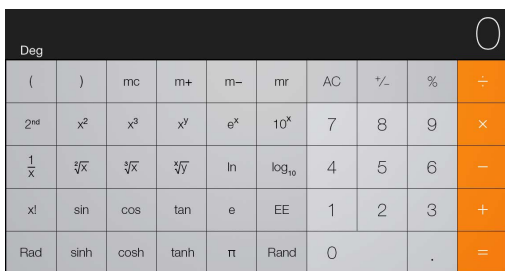 0
Deg
( ) mc m+ m− mr AC +/− % ÷
2ⁿᵈ x² x³ xʸ eˣ 10ˣ 7 8 9 ×
1/x ²√x ³√x ˣ√y ln log₁₀ 4 5 6 −
x! sin cos tan e EE 1 2 3 +
Rad sinh cosh tanh π Rand 0 . =